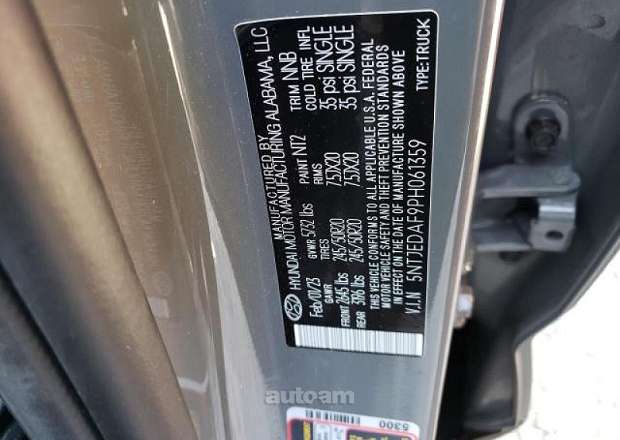 MANUFACTURED BY
HYUNDAI MOTOR MANUFACTURING ALABAMA, LLC
Feb/01/23 GVWR 5732 lbs PAINT NT2 TRIM NNB
GAWR TIRES RIMS COLD TIRE INFL
FRONT 2645 lbs 245/50R20 7.5JX20 35 psi SINGLE
REAR 3316 lbs 245/50R20 7.5JX20 35 psi SINGLE
THIS VEHICLE CONFORMS TO ALL APPLICABLE U.S.A. FEDERAL
MOTOR VEHICLE SAFETY AND THEFT PREVENTION STANDARDS
IN EFFECT ON THE DATE OF MANUFACTURE SHOWN ABOVE
V.I.N 5NTJEDAF9PH061359 TYPE:TRUCK
autoam
5300